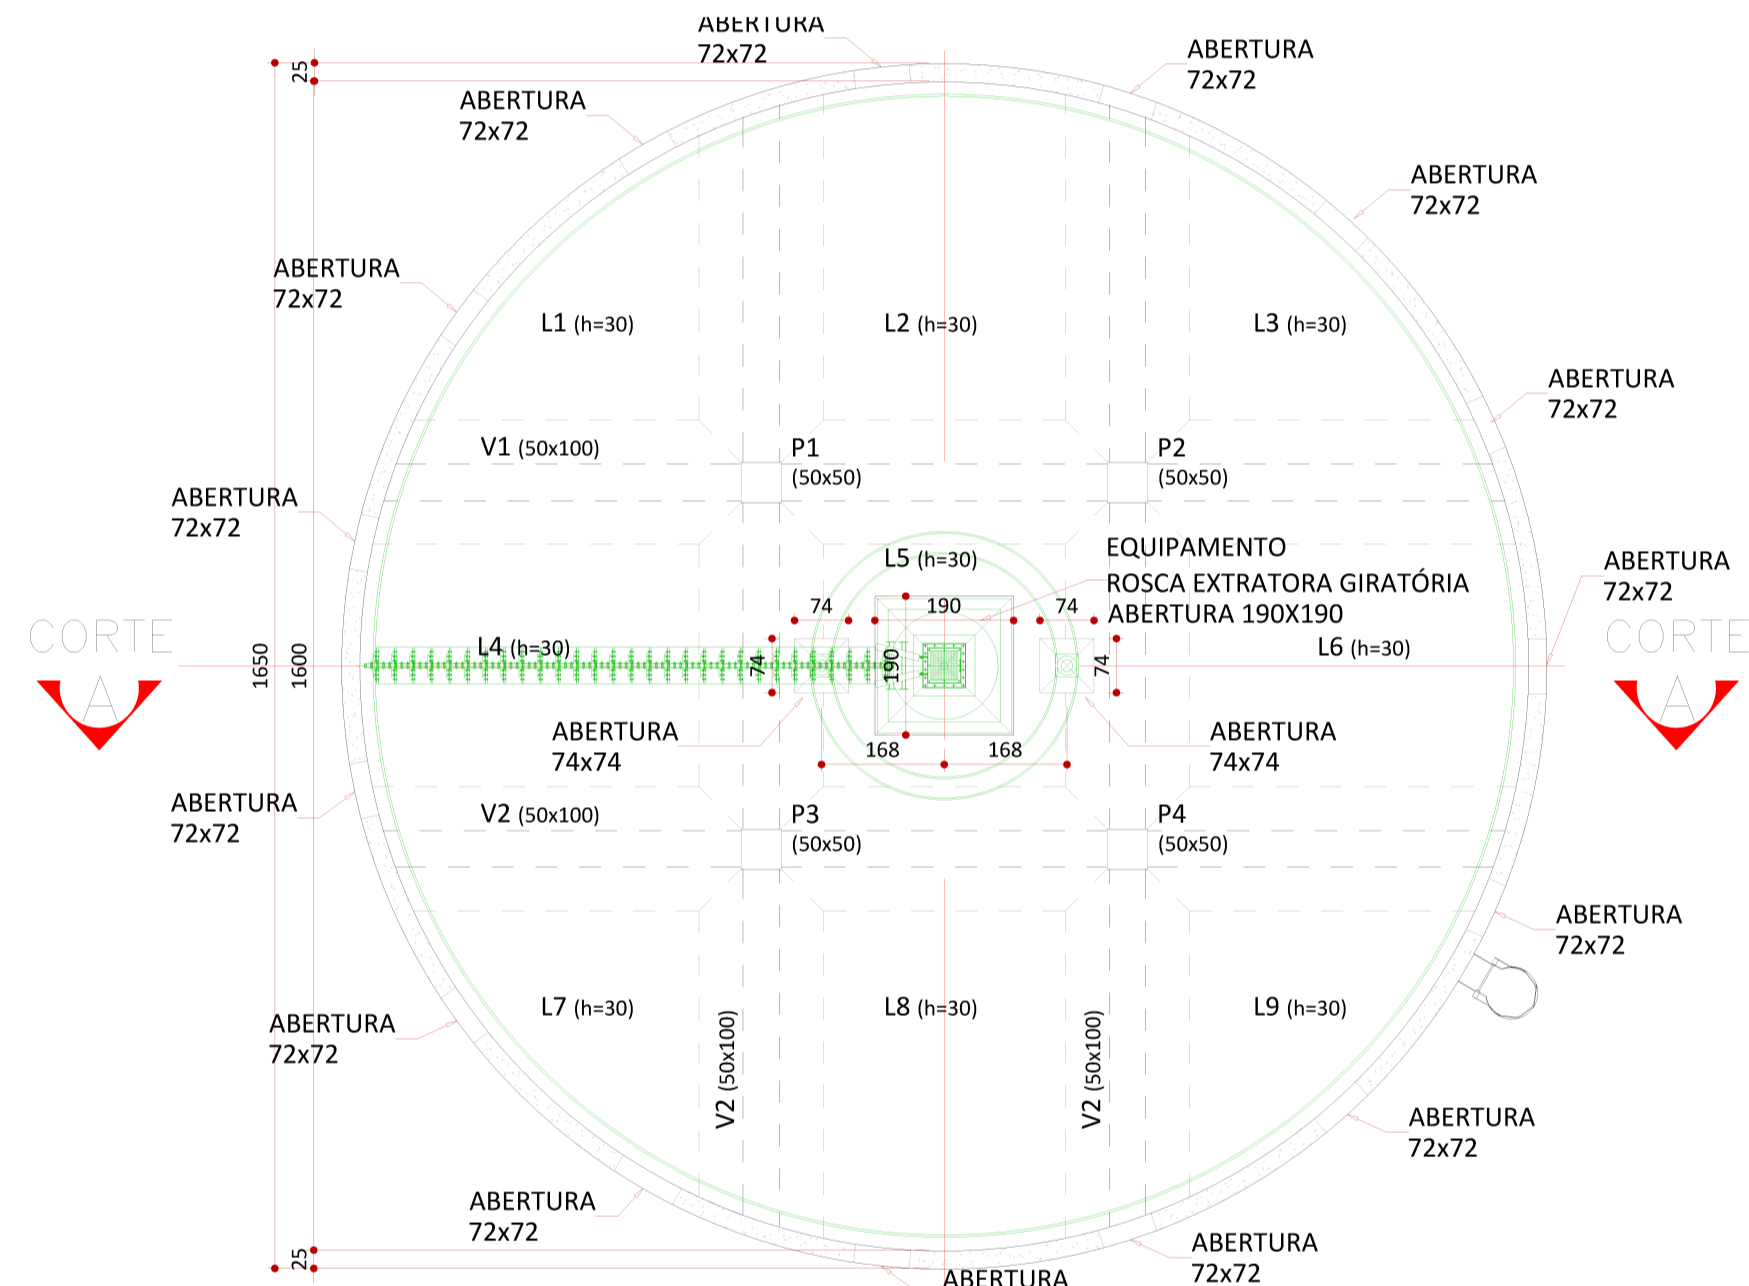 ABERTURA
72x72
ABERTURA
72x72
25
ABERTURA
72x72
ABERTURA
72x72
ABERTURA
72x72
L1 (h=30)
L2 (h=30)
L3 (h=30)
ABERTURA
72x72
V1 (50x100)
P1
(50x50)
P2
(50x50)
ABERTURA
72x72
L5 (h=30)
EQUIPAMENTO
ROSCA EXTRATORA GIRATÓRIA
ABERTURA 190X190
ABERTURA
72x72
74
190
74
CORTE
A
1650
1600
L4 (h=30)
74
190
74
L6 (h=30)
CORTE
A
ABERTURA
74x74
168
168
ABERTURA
74x74
ABERTURA
72x72
V2 (50x100)
P3
(50x50)
P4
(50x50)
ABERTURA
72x72
L7 (h=30)
L8 (h=30)
L9 (h=30)
ABERTURA
72x72
V2 (50x100)
V2 (50x100)
ABERTURA
72x72
ABERTURA
72x72
25
ABERTURA
72x72
ABERTURA